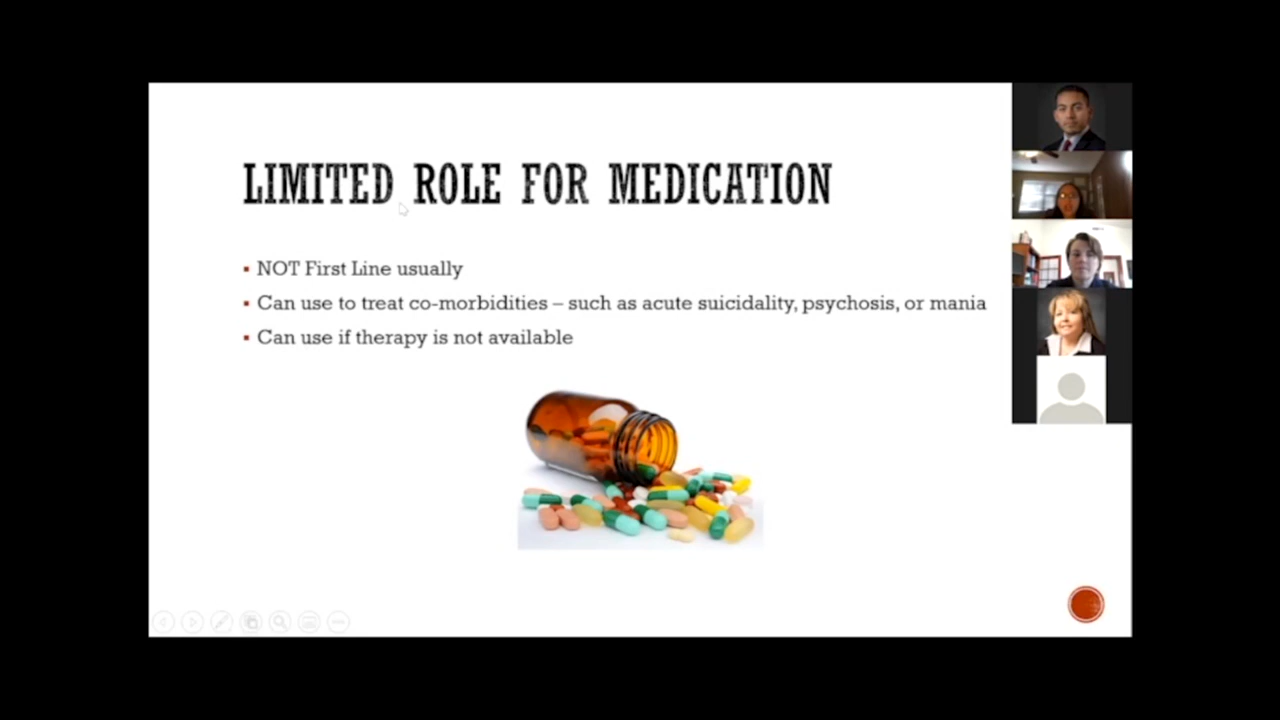 LIMITED ROLE FOR MEDICATION
NOT First Line usually
Can use to treat co-morbidities – such as acute suicidality, psychosis, or mania
Can use if therapy is not available